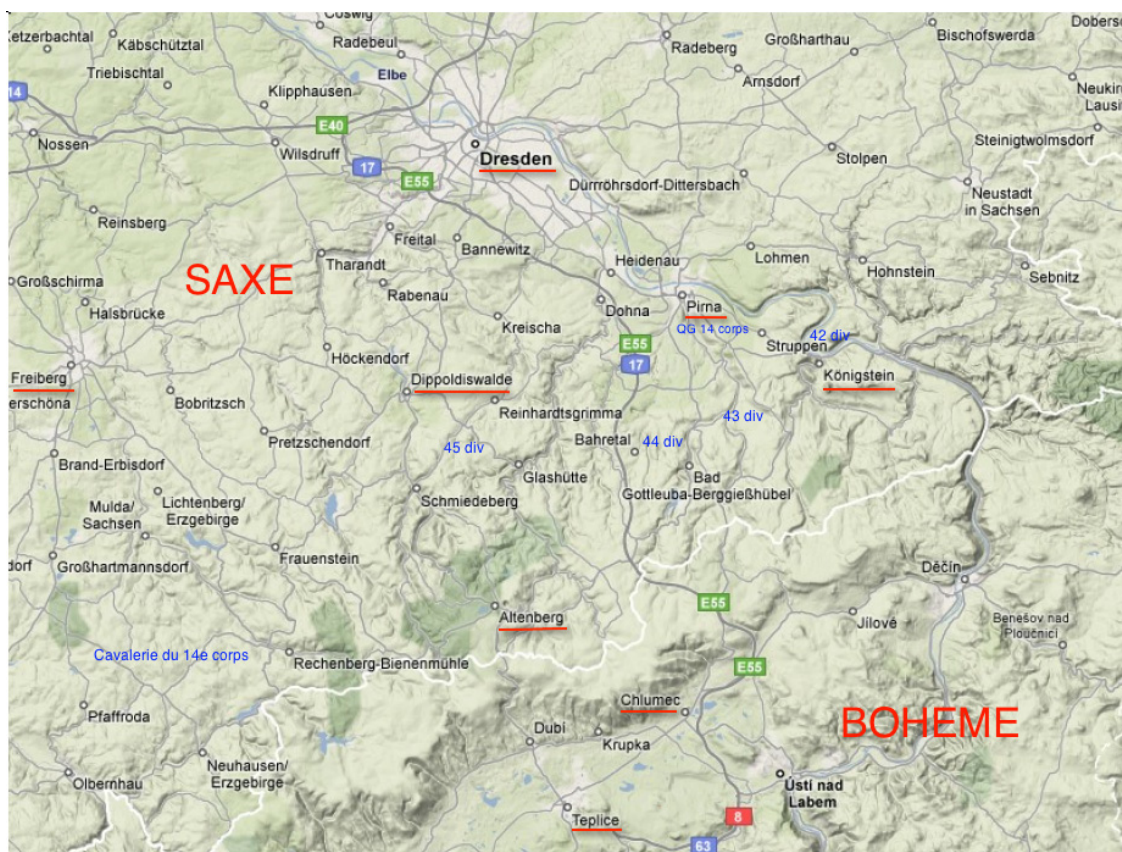 Coswig
Ketzerbachtal
Käbschütztal
Radebeul
Radeberg
Großharthau
Bischofswerda
Triebischtal
Elbe
Arnsdorf
14
Klipphausen
E40
Nossen
Wilsdruff
17
E55
Dresden
Stolpen
Steinigtwolmsdorf
Dürrröhrsdorf-Dittersbach
Neustadt
in Sachsen
Reinsberg
Freital
Bannewitz
Lohmen
Tharandt
Heidenau
Hohnstein
Sebnitz
Großschirma
SAXE
Rabenau
Halsbrücke
Dohna
Pirna
Kreischa
QG 14 corps
42 div
E55
Struppen
Höckendorf
17
Freiberg
Dippoldiswalde
Königstein
erschöna
Bobritzsch
Reinhardtsgrimma
43 div
Pretzschendorf
45 div
Bahretal
44 div
Brand-Erbisdorf
Glashütte
Bad
Gottleuba-Berggießhübel
Schmiedeberg
Mulda/
Sachsen
Lichtenberg/
Erzgebirge
Frauenstein
dorf
Großhartmannsdorf
Děčín
E55
Altenberg
Jílové
Benešov nad
Ploučnicí
Cavalerie du 14e corps
Rechenberg-Bienenmühle
E55
Chlumec
Pfaffroda
BOHEME
Dubí
Krupka
Neuhausen/
Erzgebirge
Olbernhau
Ústí nad
Labem
Teplice
8
63